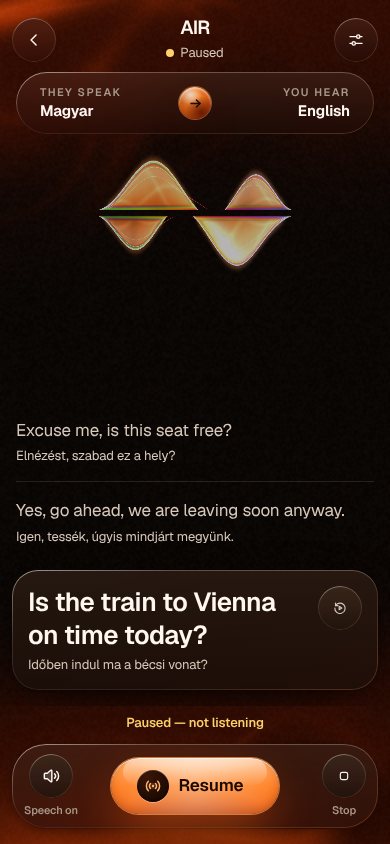 AIR
Paused
THEY SPEAK
Magyar
YOU HEAR
English
Excuse me, is this seat free?
Elnézést, szabad ez a hely?
Yes, go ahead, we are leaving soon anyway.
Igen, tessék, úgyis mindjárt megyünk.
Is the train to Vienna
on time today?
Időben indul ma a bécsi vonat?
Paused — not listening
Speech on
Resume
Stop